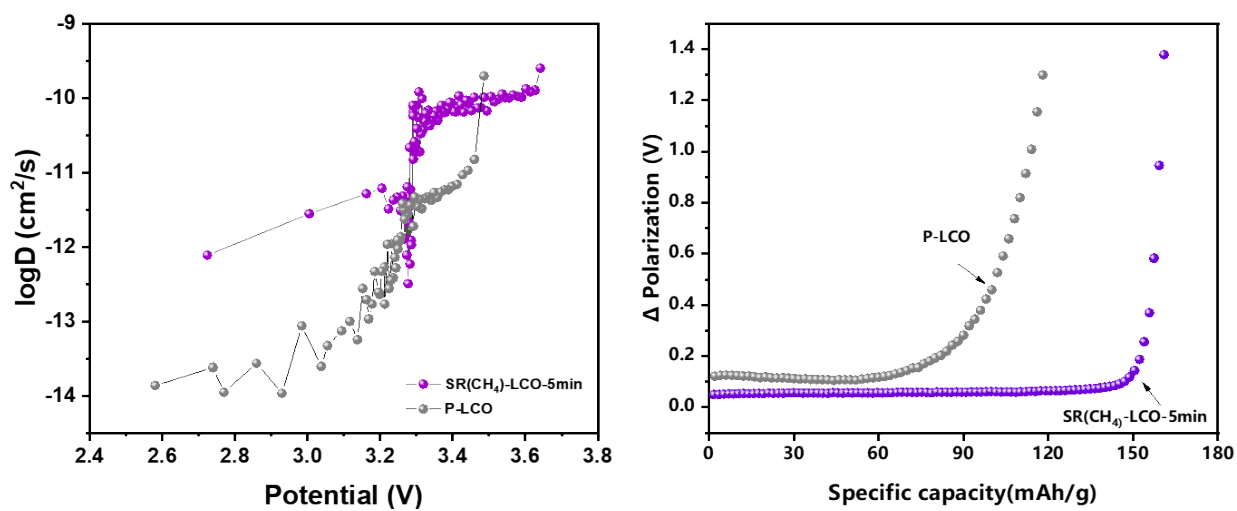 -9
-10
-11
-12
-13
-14
logD (cm²/s)
SR(CH₄)-LCO-5min
P-LCO
2.4 2.6 2.8 3.0 3.2 3.4 3.6 3.8
Potential (V)
1.4
1.2
1.0
0.8
0.6
0.4
0.2
0.0
Δ Polarization (V)
P-LCO
SR(CH₄)-LCO-5min
0 30 60 90 120 150 180
Specific capacity(mAh/g)